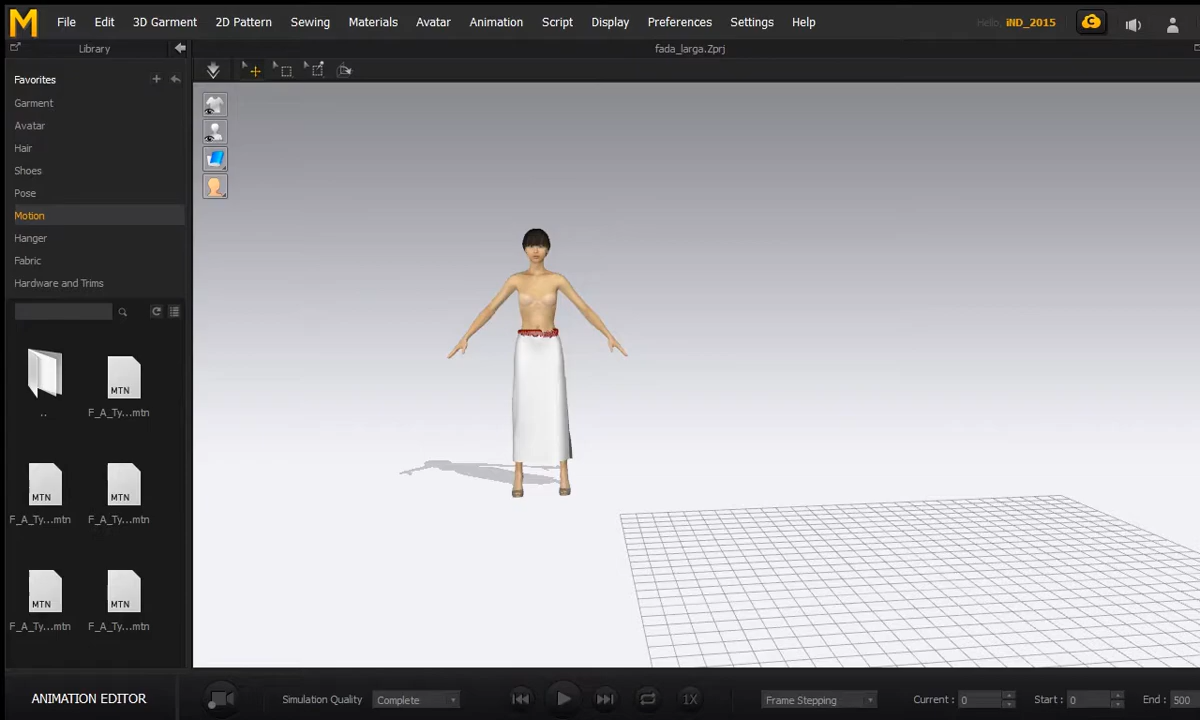 M File Edit 3D Garment 2D Pattern Sewing Materials Avatar Animation Script Display Preferences Settings Help Hello, iND_2015
Library fada_larga.Zprj
Favorites
Garment
Avatar
Hair
Shoes
Pose
Motion
Hanger
Fabric
Hardware and Trims
MTN
.. F_A_Ty...mtn
MTN MTN
F_A_Ty...mtn F_A_Ty...mtn
MTN MTN
F_A_Ty...mtn F_A_Ty...mtn
ANIMATION EDITOR Simulation Quality Complete 1X Frame Stepping Current : 0 Start : 0 End : 500